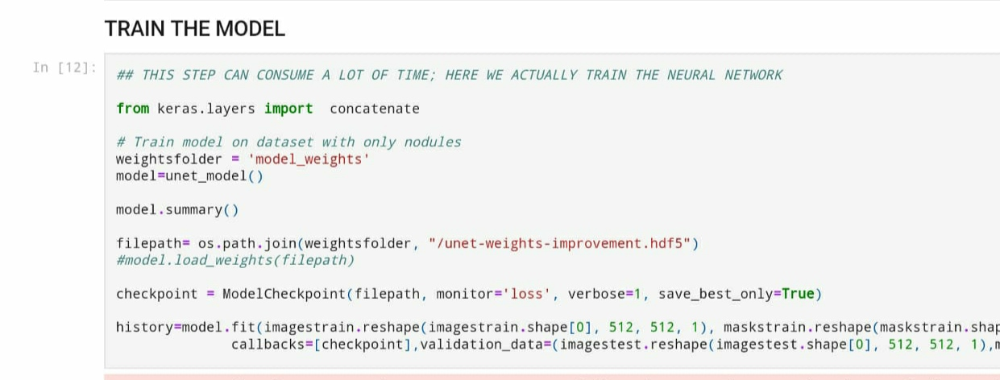 TRAIN THE MODEL
In [12]:
## THIS STEP CAN CONSUME A LOT OF TIME; HERE WE ACTUALLY TRAIN THE NEURAL NETWORK
from keras.layers import  concatenate
# Train model on dataset with only nodules
weightsfolder = 'model_weights'
model=unet_model()
model.summary()
filepath= os.path.join(weightsfolder, "/unet-weights-improvement.hdf5")
#model.load_weights(filepath)
checkpoint = ModelCheckpoint(filepath, monitor='loss', verbose=1, save_best_only=True)
history=model.fit(imagestrain.reshape(imagestrain.shape[0], 512, 512, 1), maskstrain.reshape(maskstrain.shap
callbacks=[checkpoint],validation_data=(imagestest.reshape(imagestest.shape[0], 512, 512, 1),m